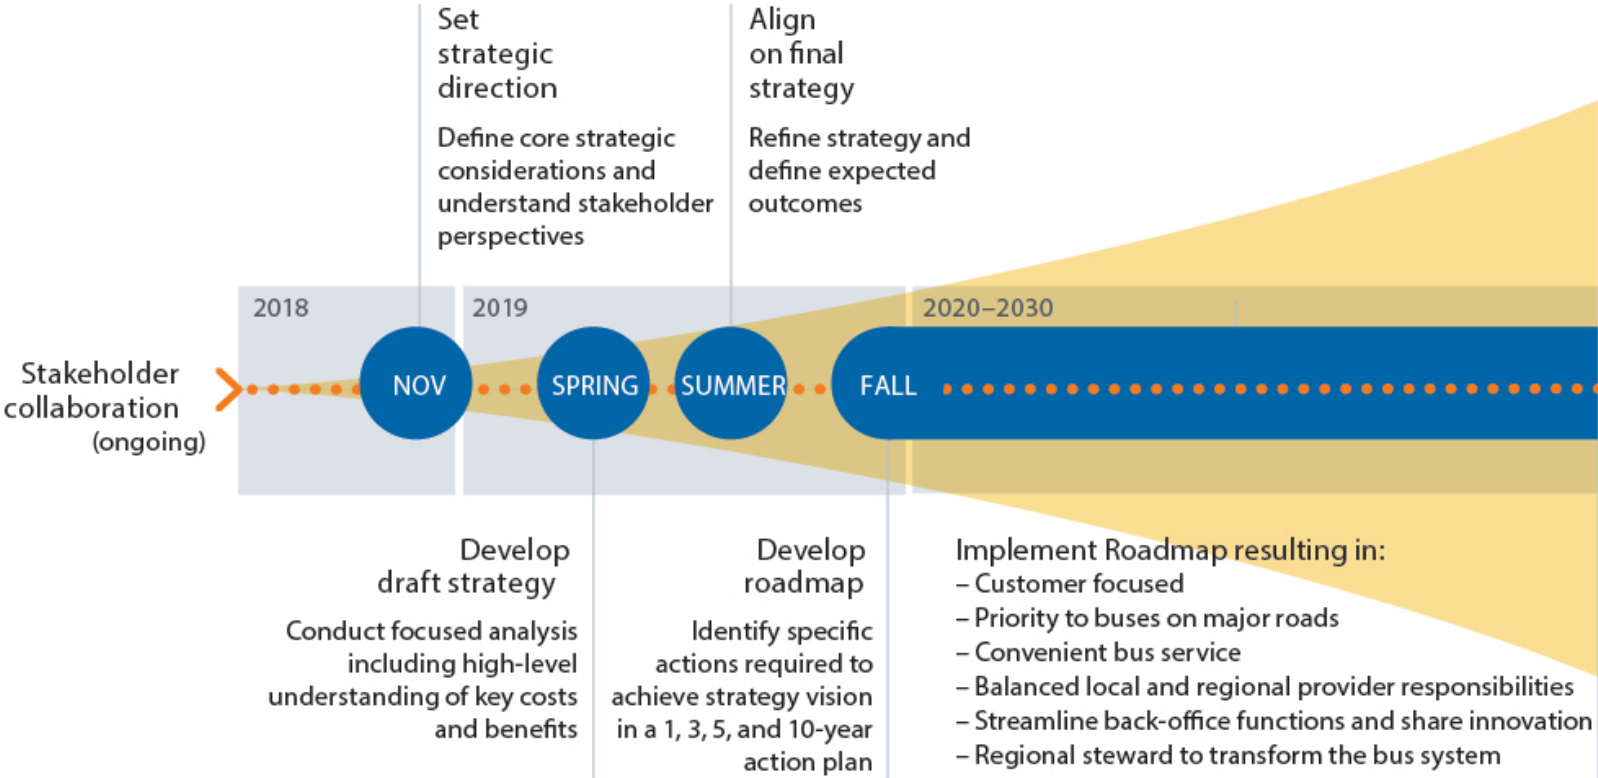 Set
strategic
direction
Define core strategic
considerations and
understand stakeholder
perspectives
Align
on final
strategy
Refine strategy and
define expected
outcomes
2018
2019
2020–2030
Stakeholder
collaboration
(ongoing)
NOV
SPRING
SUMMER
FALL
Develop
draft strategy
Conduct focused analysis
including high-level
understanding of key costs
and benefits
Develop
roadmap
Identify specific
actions required to
achieve strategy vision
in a 1, 3, 5, and 10-year
action plan
Implement Roadmap resulting in:
– Customer focused
– Priority to buses on major roads
– Convenient bus service
– Balanced local and regional provider responsibilities
– Streamline back-office functions and share innovation
– Regional steward to transform the bus system